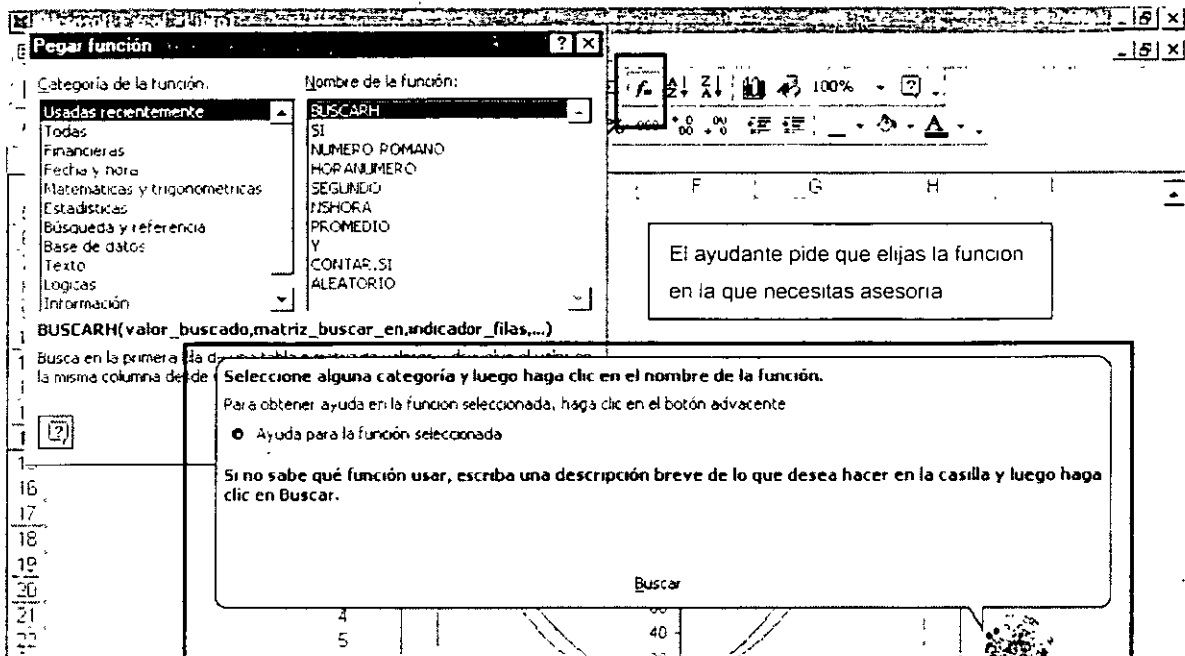 Pegar función
Categoría de la función:
Nombre de la función:
Usadas recientemente
Todas
Financieras
Fecha y hora
Matemáticas y trigonométricas
Estadísticas
Búsqueda y referencia
Base de datos
Texto
Logicas
Información
BUSCARH
SI
NUMERO ROMANO
HORANUMERO
SEGUNDO
NSHORA
PROMEDIO
Y
CONTAR.SI
ALEATORIO
BUSCARH(valor_buscado,matriz_buscar_en,indicador_filas,...)
Busca en la primera
la misma columna desde
100%
F G H I
El ayudante pide que elijas la funcion
en la que necesitas asesoria
Seleccione alguna categoría y luego haga clic en el nombre de la función.
Para obtener ayuda en la funcion seleccionada, haga clic en el botón adyacente
Ayuda para la función seleccionada
Si no sabe qué función usar, escriba una descripción breve de lo que desea hacer en la casilla y luego haga
clic en Buscar.
Buscar
16
17
18
19
20
21
22
4
5
40